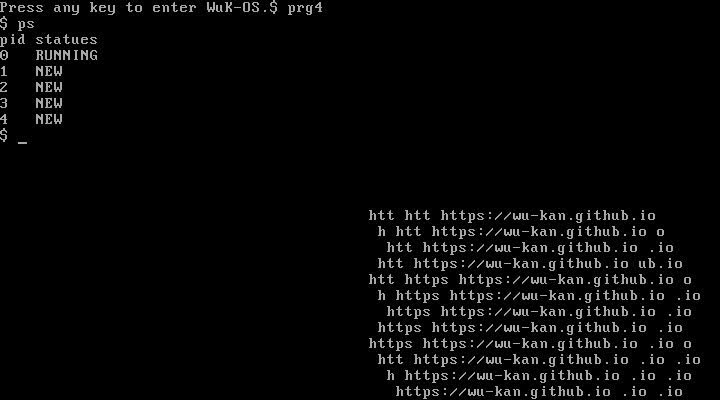 Press any key to enter WuK-OS.$ prg4
$ ps
pid statues
0 RUNNING
1 NEW
2 NEW
3 NEW
4 NEW
$ _
htt htt https://wu-kan.github.io
h htt https://wu-kan.github.io o
htt https://wu-kan.github.io .io
htt https://wu-kan.github.io ub.io
htt https https://wu-kan.github.io o
h https https://wu-kan.github.io .io
https https://wu-kan.github.io .io
https https://wu-kan.github.io .io
https https://wu-kan.github.io .io o
htt https://wu-kan.github.io .io .io
h https://wu-kan.github.io .io .io
https://wu-kan.github.io .io .io